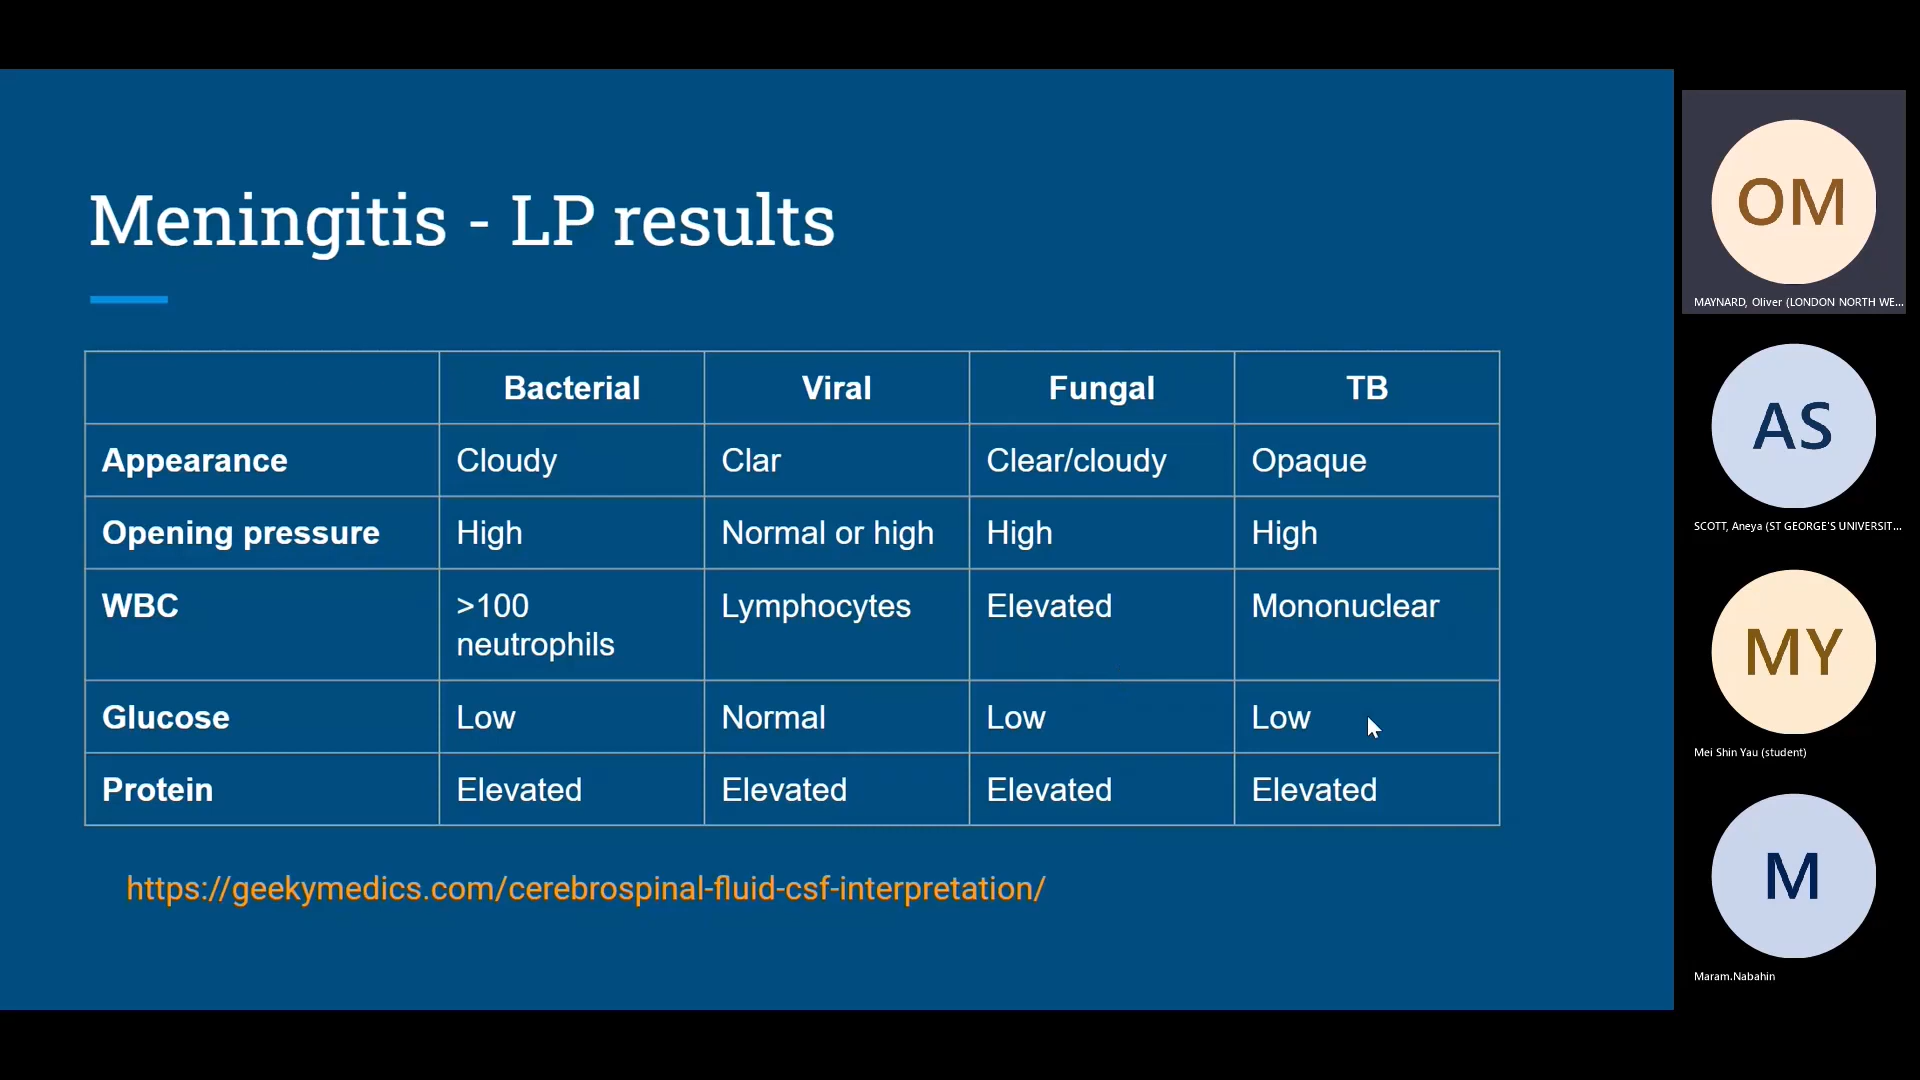 Meningitis - LP results
Bacterial Viral Fungal TB
Appearance Cloudy Clar Clear/cloudy Opaque
Opening pressure High Normal or high High High
WBC >100 Lymphocytes Elevated Mononuclear
neutrophils
Glucose Low Normal Low Low
Protein Elevated Elevated Elevated Elevated
https://geekymedics.com/cerebrospinal-fluid-csf-interpretation/
OM
MAYNARD, Oliver (LONDON NORTH WE...
AS
SCOTT, Aneya (ST GEORGE'S UNIVERSIT...
MY
Mei Shin Yau (student)
M
Maram.Nabahin